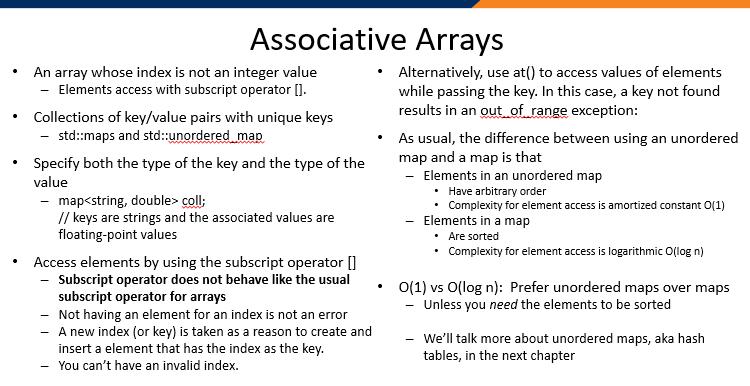 Associative Arrays
• An array whose index is not an integer value
– Elements access with subscript operator [].
• Collections of key/value pairs with unique keys
– std::maps and std::unordered_map
• Specify both the type of the key and the type of the
value
– map<string, double> coll;
// keys are strings and the associated values are
floating-point values
• Access elements by using the subscript operator []
– Subscript operator does not behave like the usual
subscript operator for arrays
– Not having an element for an index is not an error
– A new index (or key) is taken as a reason to create and
insert a element that has the index as the key.
– You can't have an invalid index.
• Alternatively, use at() to access values of elements
while passing the key. In this case, a key not found
results in an out_of_range exception:
• As usual, the difference between using an unordered
map and a map is that
– Elements in an unordered map
• Have arbitrary order
• Complexity for element access is amortized constant O(1)
– Elements in a map
• Are sorted
• Complexity for element access is logarithmic O(log n)
• O(1) vs O(log n): Prefer unordered maps over maps
– Unless you need the elements to be sorted
– We'll talk more about unordered maps, aka hash
tables, in the next chapter